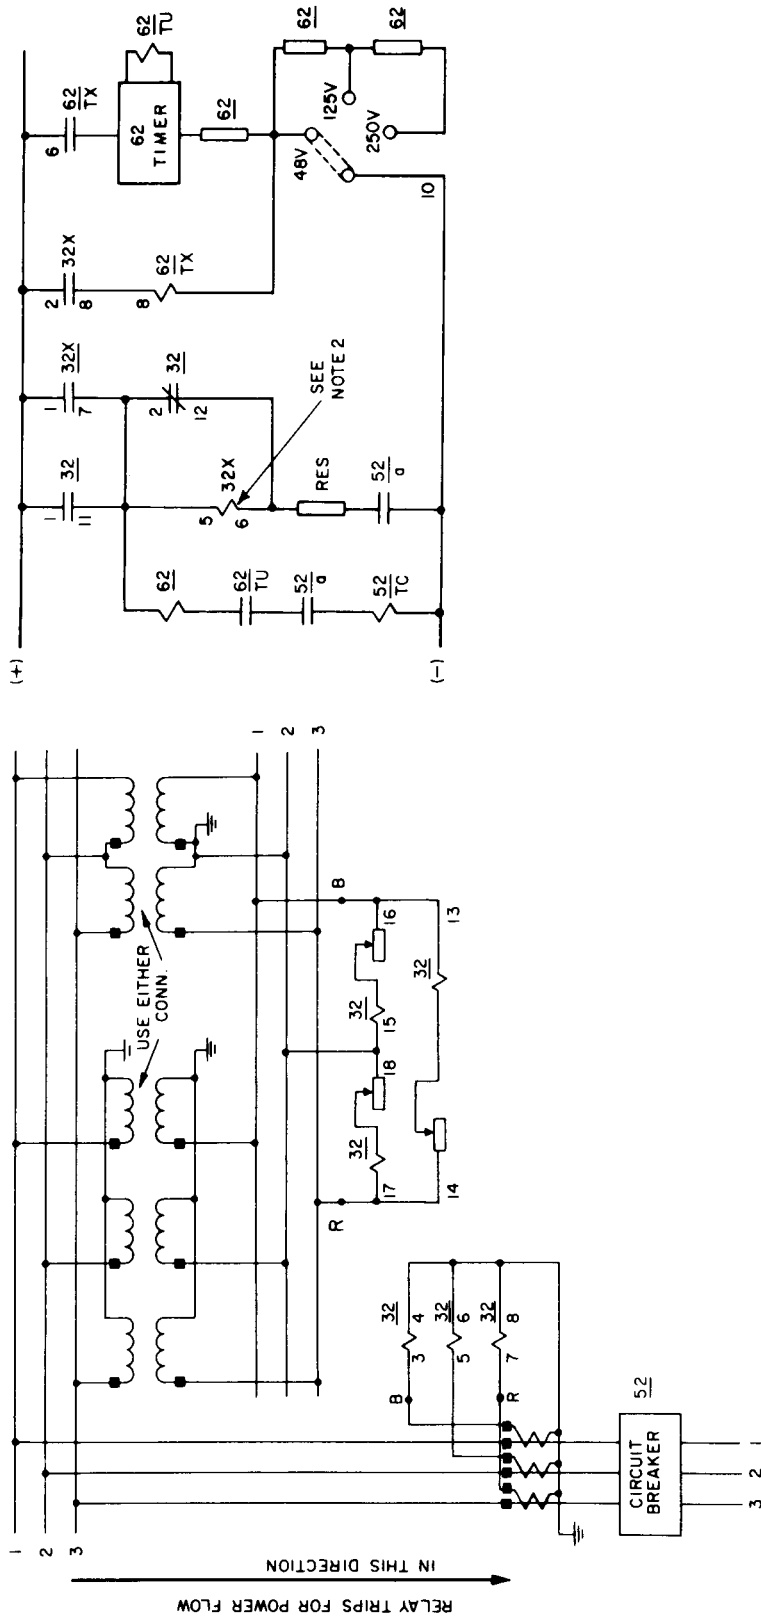 RELAY TRIPS FOR POWER FLOW
IN THIS DIRECTION
1
2
3
USE EITHER
CONN.
1
2
3
B
R
32
3 4
32
5 6
32
7 8
B
R
17
32
18
15
32
16
14
32
13
CIRCUIT
BREAKER
52
3
2
1
(+)
(-)
1
32
11
1
32X
7
2
32X
8
6
62
TX
62
TIMER
62
TU
62
62
62
48V
125V
250V
10
8
62
TX
2
32
12
5
32X
6
SEE
NOTE 2
RES
52
a
62
62
TU
52
a
52
TC